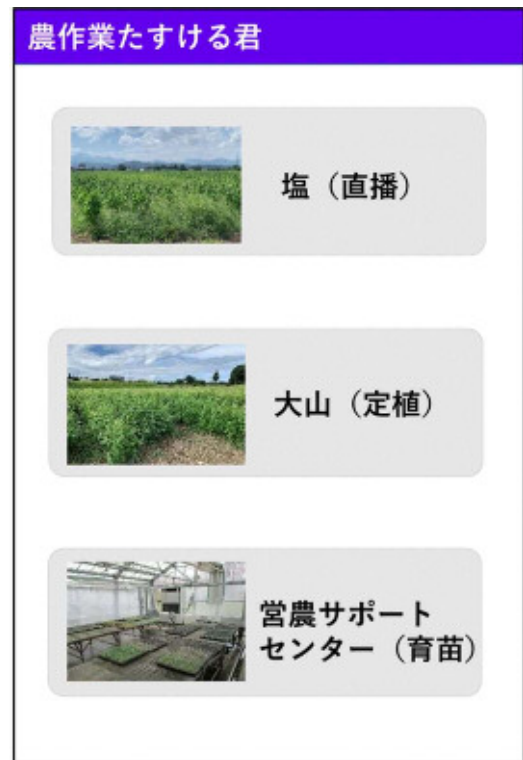 農作業たすける君
塩（直播）
大山（定植）
営農サポート
センター（育苗）